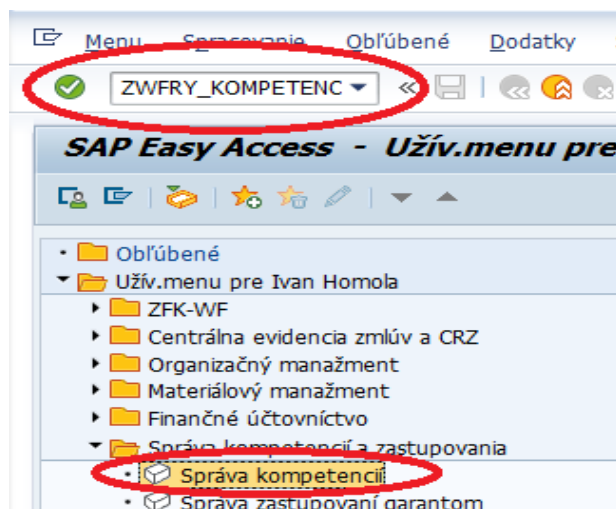 Menu Spracovanie Obľúbené Dodatky
ZWFRY_KOMPETENC
SAP Easy Access - Užív.menu pre
Obľúbené
Užív.menu pre Ivan Homola
ZFK-WF
Centrálna evidencia zmlúv a CRZ
Organizačný manažment
Materiálový manažment
Finančné účtovníctvo
Správa kompetencií a zastupovania
Správa kompetencií
Správa zastupovaní garantom